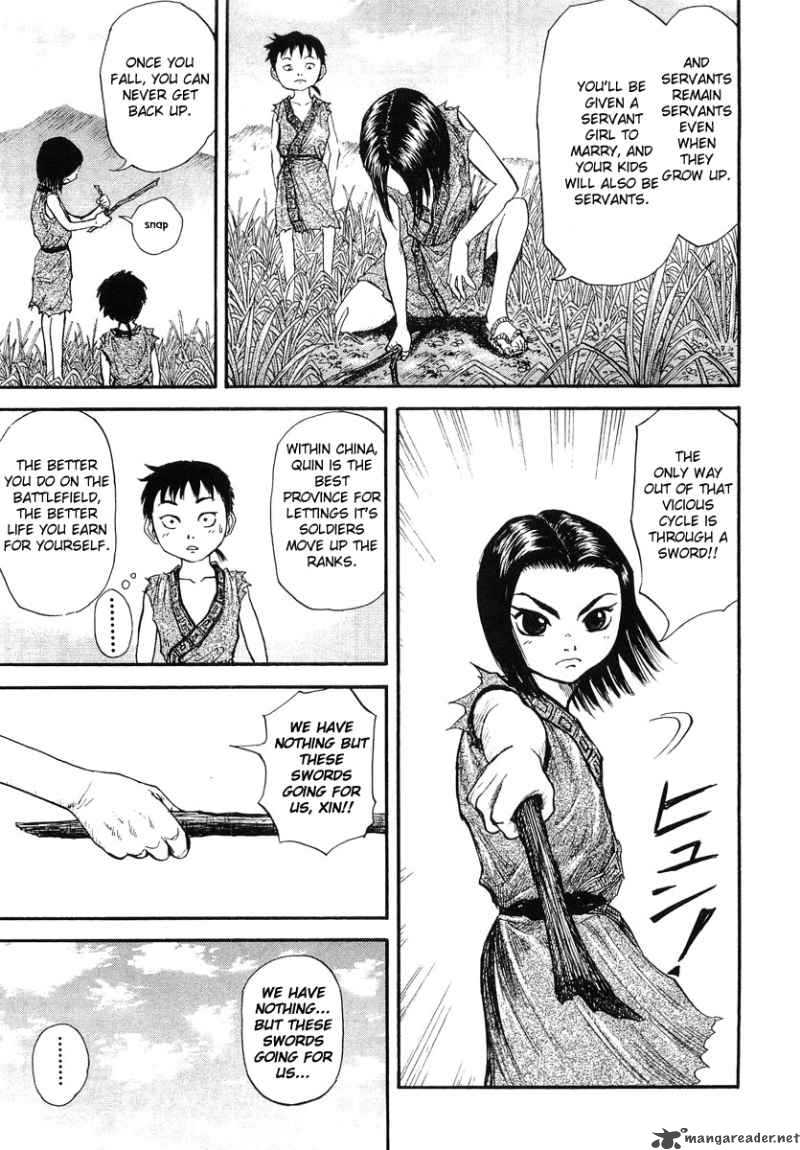 AND
SERVANTS
REMAIN
SERVANTS
EVEN
WHEN
THEY
GROW UP.
YOU'LL BE
GIVEN A
SERVANT
GIRL TO
MARRY, AND
YOUR KIDS
WILL ALSO BE
SERVANTS.
ONCE YOU
FALL, YOU CAN
NEVER GET
BACK UP.
snap
THE
ONLY WAY
OUT OF THAT
VICIOUS
CYCLE IS
THROUGH A
SWORD!!
ヒュン!
WITHIN CHINA,
QUIN IS THE
BEST
PROVINCE FOR
LETTINGS IT'S
SOLDIERS
MOVE UP THE
RANKS.
THE BETTER
YOU DO ON THE
BATTLEFIELD,
THE BETTER
LIFE YOU EARN
FOR YOURSELF.
........
WE HAVE
NOTHING BUT
THESE
SWORDS
GOING FOR
US, XIN!!
WE HAVE
NOTHING...
BUT THESE
SWORDS
GOING FOR
US...
........
mangareader.net